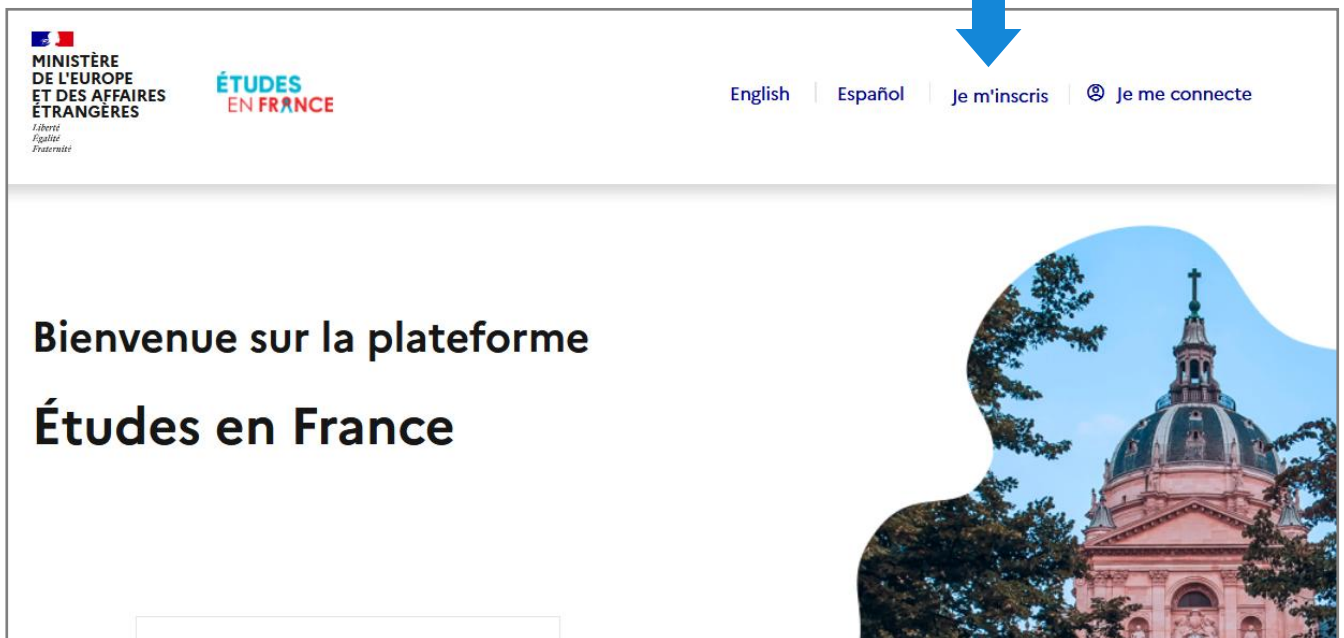 MINISTÈRE
DE L'EUROPE
ET DES AFFAIRES
ÉTRANGÈRES
Liberté
Égalité
Fraternité
ÉTUDES
EN FRANCE
English Español Je m'inscris Je me connecte
Bienvenue sur la plateforme
Études en France